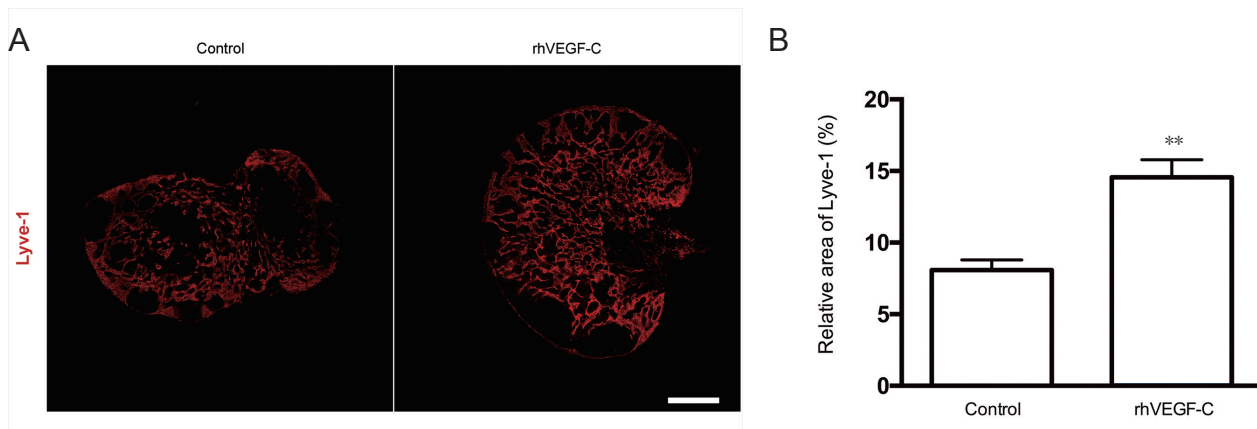 A
Control
rhVEGF-C
Lyve-1
B
Relative area of Lyve-1 (%)
20
15
10
5
0
**
Control
rhVEGF-C